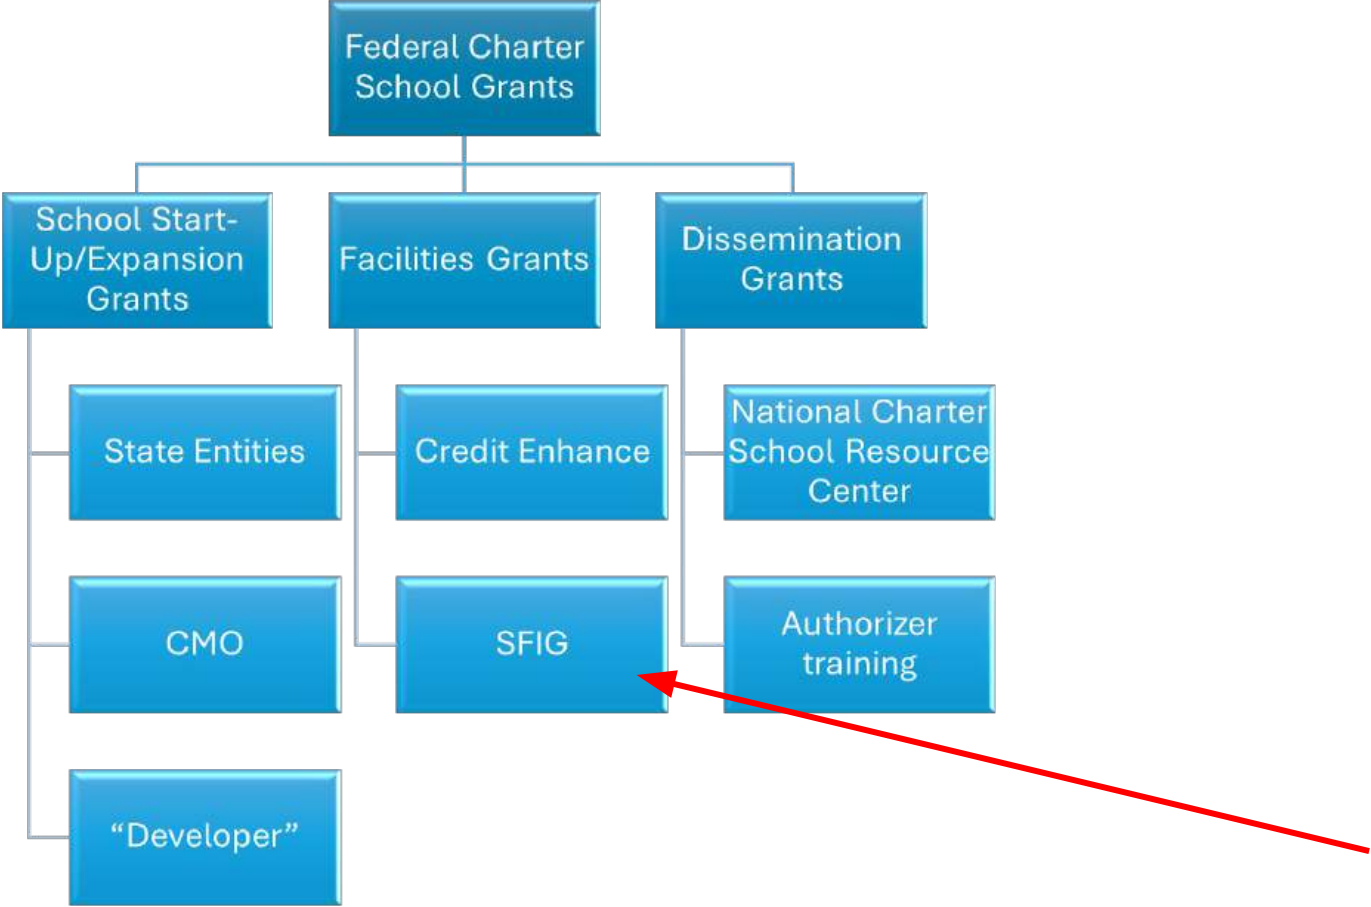 Federal Charter
School Grants
School Start-
Up/Expansion
Grants
Facilities Grants
Dissemination
Grants
State Entities
Credit Enhance
National Charter
School Resource
Center
CMO
SFIG
Authorizer
training
“Developer”